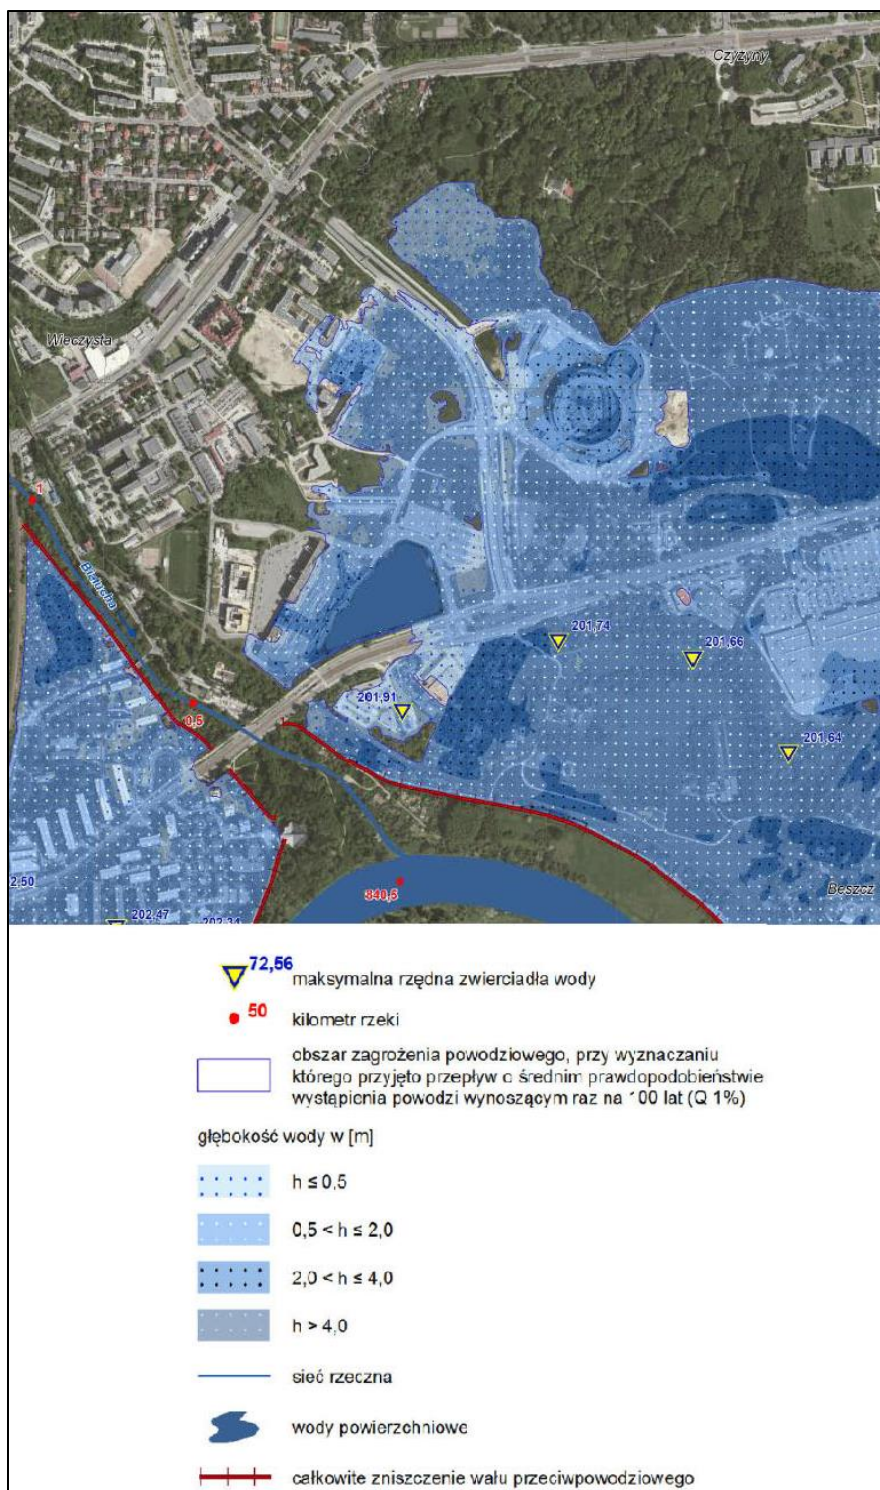 Czyżyny
Wieczysta
1
Białucha
201,74
201,66
201,91
0,5
201,64
840,5
Beszcz
2,50
202,47
202,31
72,56
maksymalna rzędna zwierciadła wody
50
kilometr rzeki
obszar zagrożenia powodziowego, przy wyznaczaniu
którego przyjęto przepływ o średnim prawdopodobieństwie
wystąpienia powodzi wynoszącym raz na 100 lat (Q 1%)
głębokość wody w [m]
h ≤ 0,5
0,5 < h ≤ 2,0
2,0 < h ≤ 4,0
h > 4,0
sieć rzeczna
wody powierzchniowe
całkowite zniszczenie wału przeciwpowodziowego